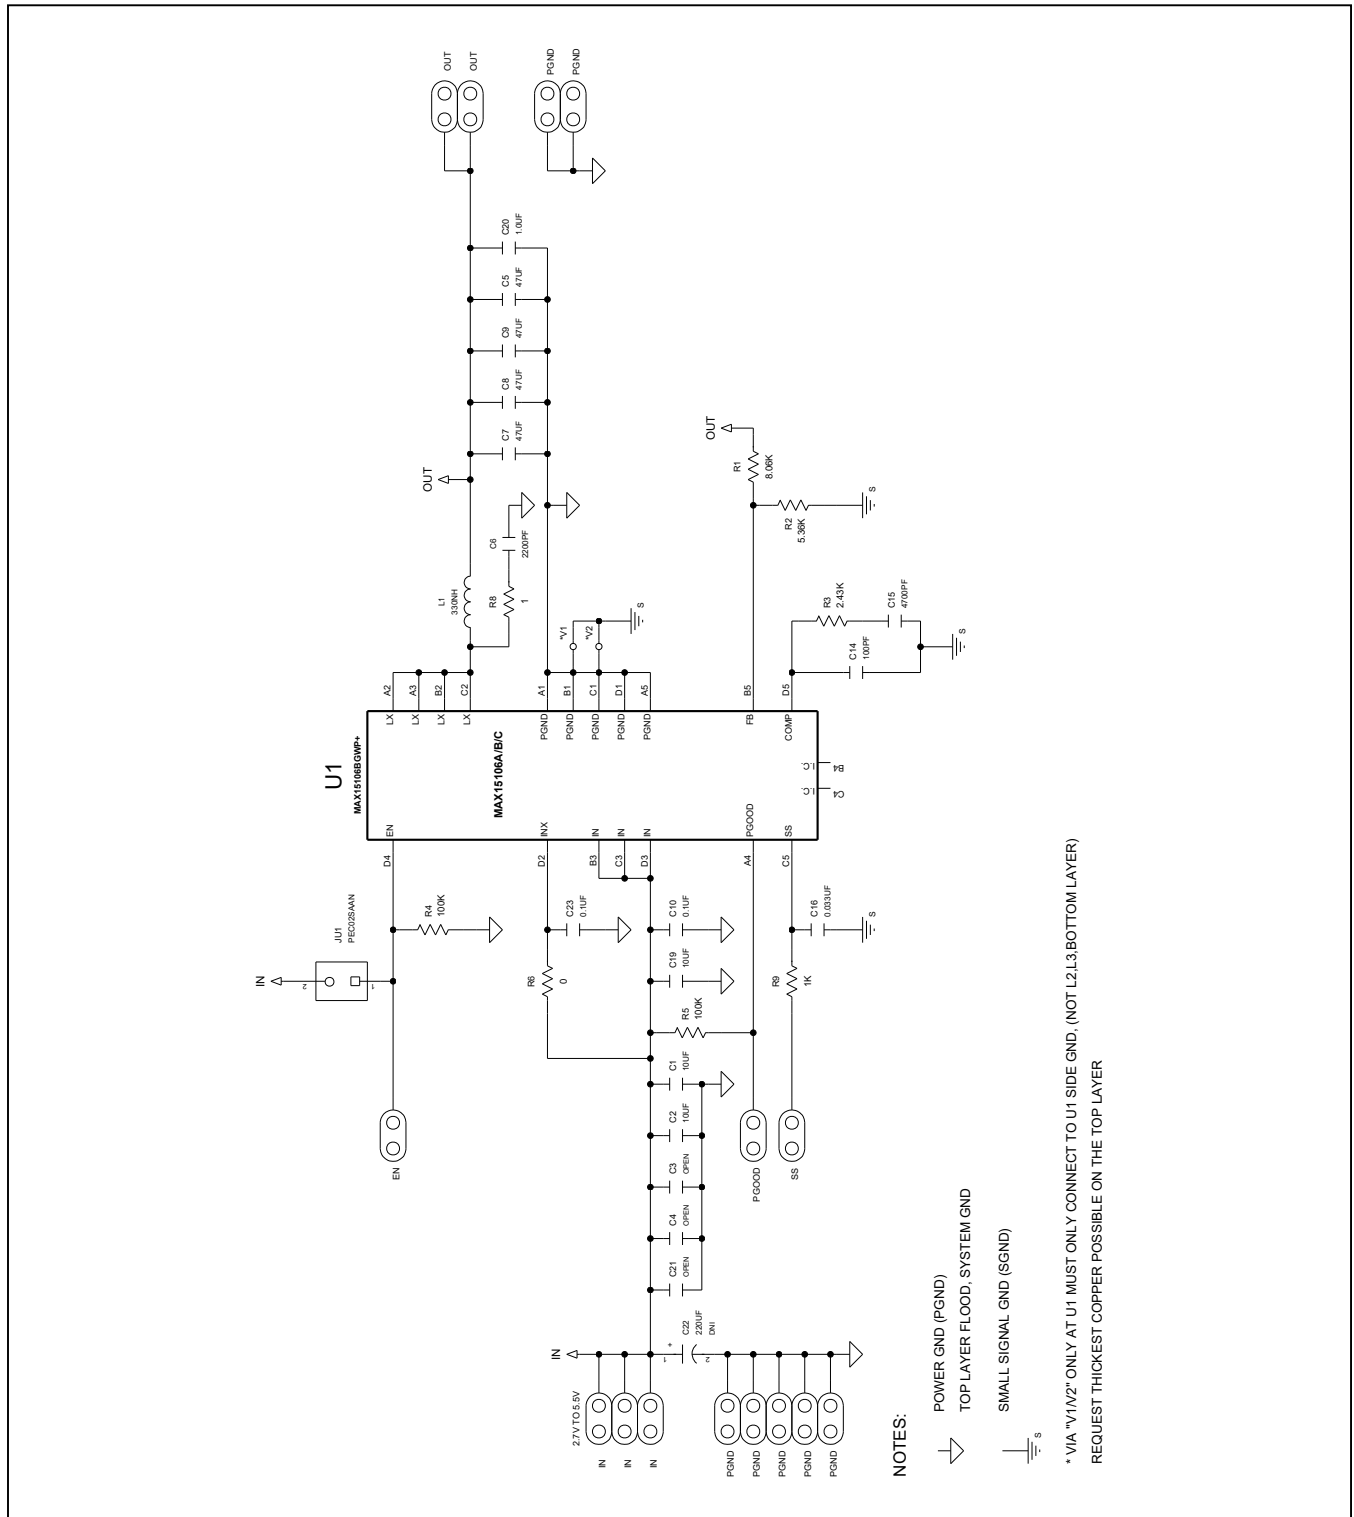 OUT
OUT
PGND
PGND
C20
1.0UF
C5
47UF
C9
47UF
C8
47UF
C7
47UF
OUT
L1
330NH
R8
1
C6
2200PF
OUT
R1
8.06K
R2
5.36K
S
*V1
*V2
S
R3
2.43K
C15
4700PF
C14
100PF
S
A2
A3
B2
C2
A1
B1
C1
D1
A5
B5
D5
LX
LX
LX
LX
PGND
PGND
PGND
PGND
PGND
FB
COMP
U1
MAX15106BGWP+
MAX15106A/B/C
I.C.
B4
I.C.
C4
EN
INX
IN
IN
IN
PGOOD
SS
D4
D2
B3
C3
D3
A4
C5
IN
JU1
PEC02SAAN
2
1
R4
100K
C23
0.1UF
R6
0
C10
0.1UF
C19
10UF
R5
100K
C16
0.033UF
S
R9
1K
C1
10UF
C2
10UF
C3
OPEN
C4
OPEN
C21
OPEN
EN
PGOOD
SS
IN
C22
220UF
DNI
1
+
2
2.7V TO 5.5V
IN
IN
IN
PGND
PGND
PGND
PGND
PGND
NOTES:
POWER GND (PGND)
TOP LAYER FLOOD, SYSTEM GND
S
SMALL SIGNAL GND (SGND)
* VIA "V1/V2" ONLY AT U1 MUST ONLY CONNECT TO U1 SIDE GND, (NOT L2,L3,BOTTOM LAYER)
REQUEST THICKEST COPPER POSSIBLE ON THE TOP LAYER